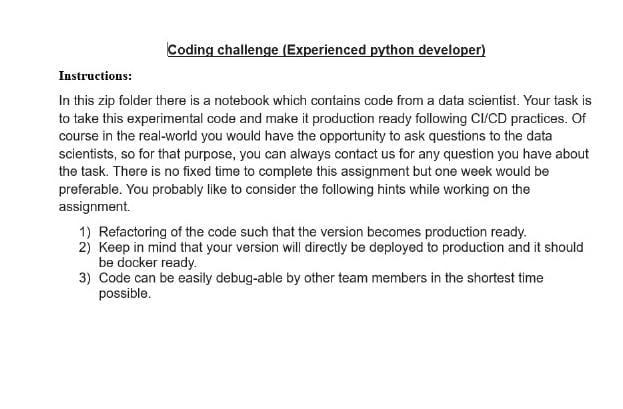 Coding challenge (Experienced python developer)
Instructions:
In this zip folder there is a notebook which contains code from a data scientist. Your task is
to take this experimental code and make it production ready following CI/CD practices. Of
course in the real-world you would have the opportunity to ask questions to the data
scientists, so for that purpose, you can always contact us for any question you have about
the task. There is no fixed time to complete this assignment but one week would be
preferable. You probably like to consider the following hints while working on the
assignment.
1) Refactoring of the code such that the version becomes production ready.
2) Keep in mind that your version will directly be deployed to production and it should
be docker ready.
3) Code can be easily debug-able by other team members in the shortest time
possible.